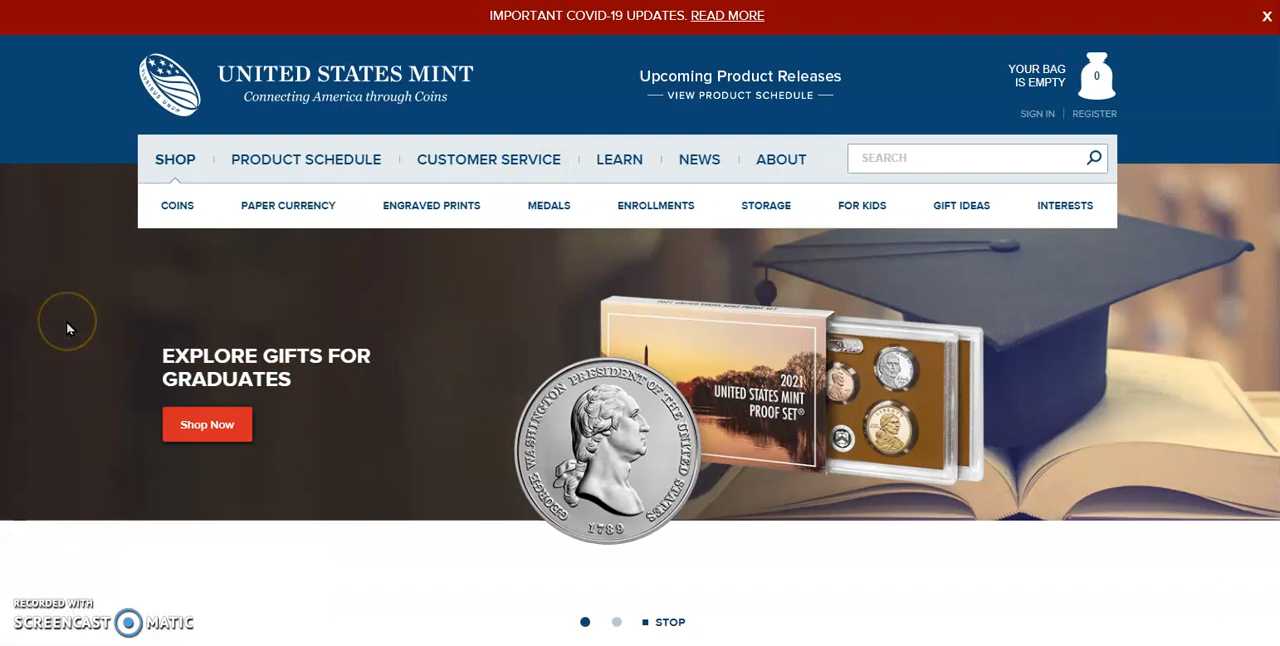 IMPORTANT COVID-19 UPDATES. READ MORE
X
UNITED STATES MINT
Connecting America through Coins
Upcoming Product Releases
VIEW PRODUCT SCHEDULE
YOUR BAG
IS EMPTY
0
SIGN IN | REGISTER
SHOP
PRODUCT SCHEDULE
CUSTOMER SERVICE
LEARN
NEWS
ABOUT
SEARCH
COINS
PAPER CURRENCY
ENGRAVED PRINTS
MEDALS
ENROLLMENTS
STORAGE
FOR KIDS
GIFT IDEAS
INTERESTS
EXPLORE GIFTS FOR
GRADUATES
Shop Now
2021
UNITED STATES MINT
PROOF SET®
GEORGE WASHINGTON PRESIDENT OF THE UNITED STATES
1789
RECORDED WITH
SCREENCAST MATIC
STOP